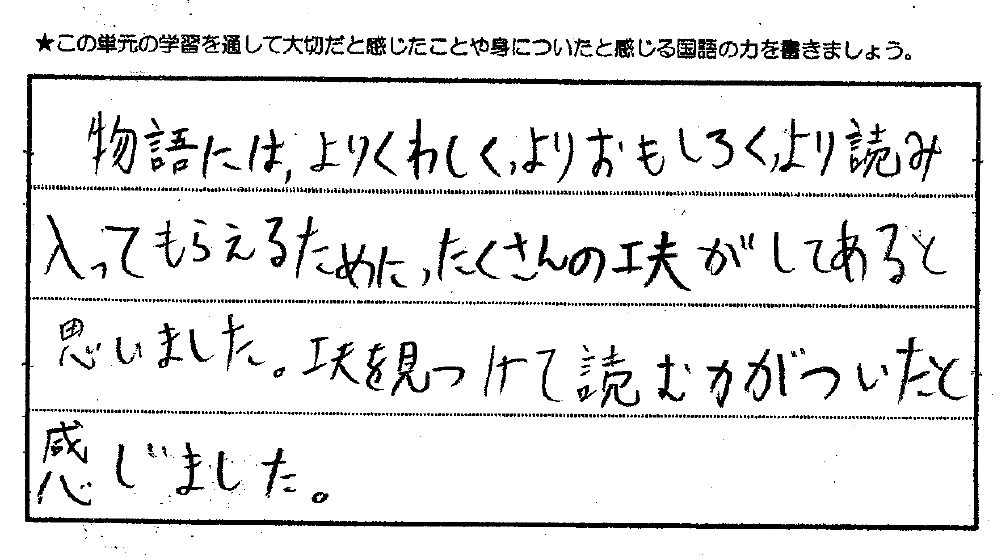 ★この単元の学習を通して大切だと感じたことや身についたと感じる国語の力を書きましょう。
物語には,よりくわしく,よりおもしろく,より読み
入ってもらえるために,たくさんの工夫がしてあると
思いました。工夫を見つけて読む力がついたと
感じました。